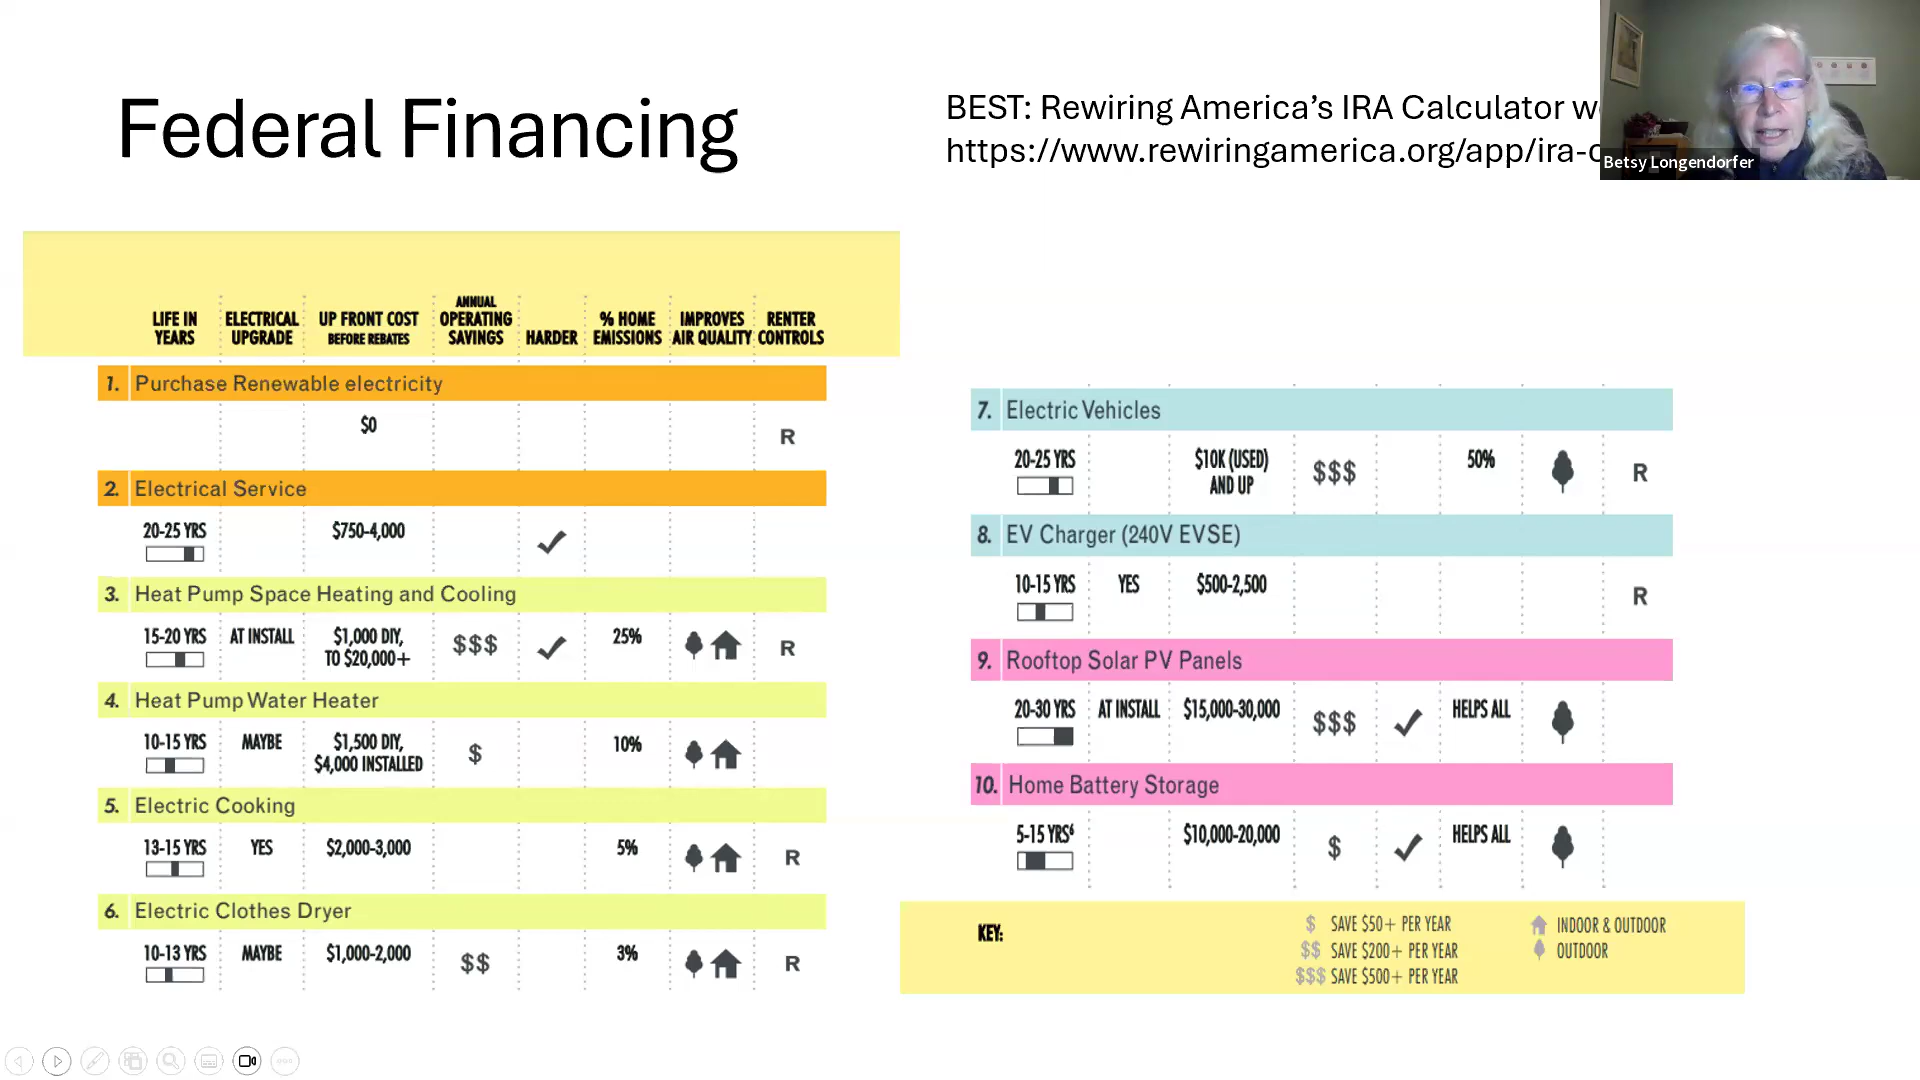 Federal Financing
BEST: Rewiring America’s IRA Calculator
https://www.rewiringamerica.org/app/ira-
Betsy Longendorfer
LIFE IN YEARS ELECTRICAL UPGRADE UP FRONT COST BEFORE REBATES ANNUAL OPERATING SAVINGS HARDER % HOME EMISSIONS IMPROVES AIR QUALITY RENTER CONTROLS
1. Purchase Renewable electricity
$0 R
2. Electrical Service
20-25 YRS $750-4,000
3. Heat Pump Space Heating and Cooling
15-20 YRS AT INSTALL $1,000 DIY, TO $20,000+ $$$ 25% R
4. Heat Pump Water Heater
10-15 YRS MAYBE $1,500 DIY, $4,000 INSTALLED $ 10%
5. Electric Cooking
13-15 YRS YES $2,000-3,000 5% R
6. Electric Clothes Dryer
10-13 YRS MAYBE $1,000-2,000 $$ 3% R
7. Electric Vehicles
20-25 YRS $10K (USED) AND UP $$$ 50% R
8. EV Charger (240V EVSE)
10-15 YRS YES $500-2,500 R
9. Rooftop Solar PV Panels
20-30 YRS AT INSTALL $15,000-30,000 $$$ HELPS ALL
10. Home Battery Storage
5-15 YRS⁶ $10,000-20,000 $ HELPS ALL
KEY:
$ SAVE $50+ PER YEAR
$$ SAVE $200+ PER YEAR
$$$ SAVE $500+ PER YEAR
INDOOR & OUTDOOR
OUTDOOR